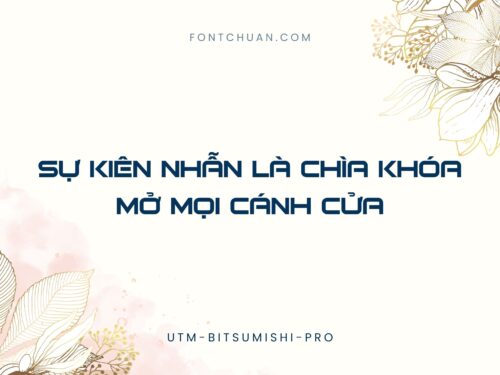 FONTCHUAN.COM
SỰ KIÊN NHẪN LÀ CHÌA KHÓA
MỞ MỌI CÁNH CỬA
UTM-BITSUMISHI-PRO